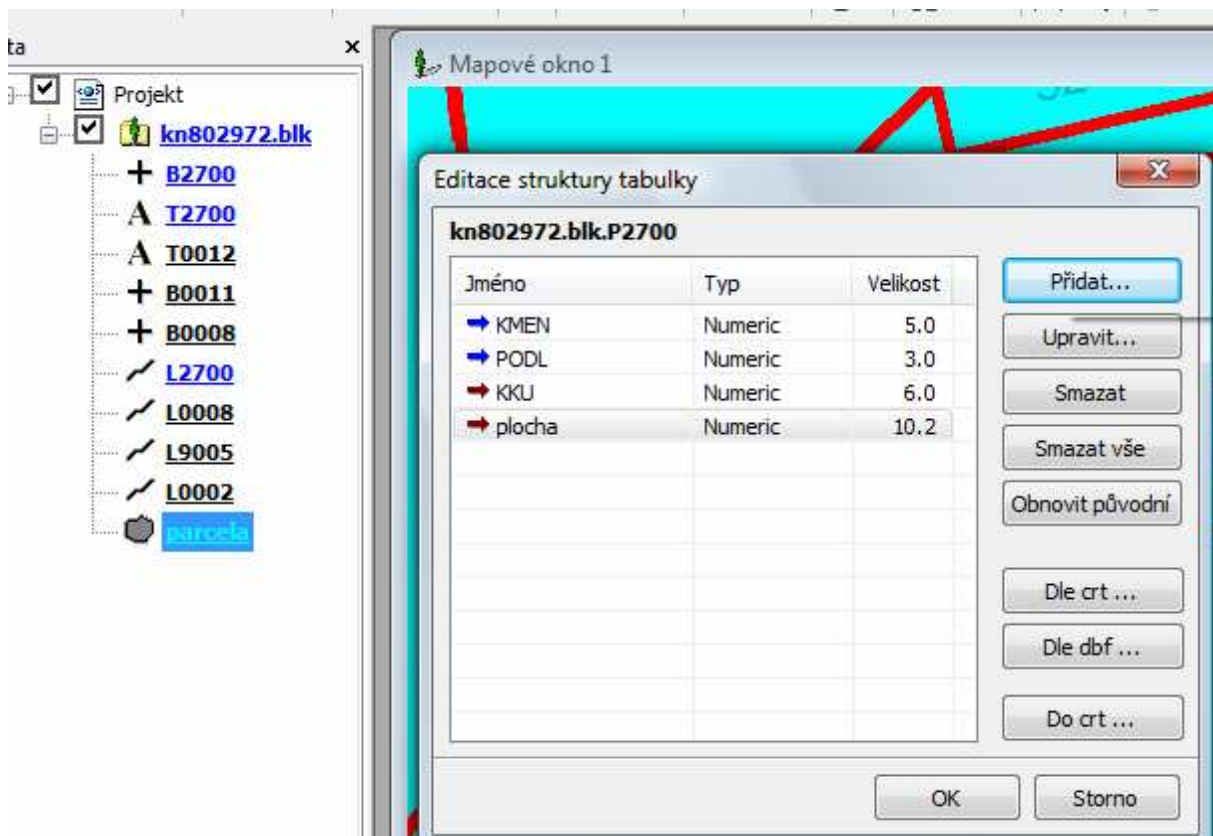 ta x
Projekt
kn802972.blk
B2700
T2700
T0012
B0011
B0008
L2700
L0008
L9005
L0002
parcela
Mapové okno 1
Editace struktury tabulky
kn802972.blk.P2700
Jméno Typ Velikost
KMEN Numeric 5.0
PODL Numeric 3.0
KKU Numeric 6.0
plocha Numeric 10.2
Přidat...
Upravit...
Smazat
Smazat vše
Obnovit původní
Dle crt ...
Dle dbf ...
Do crt ...
OK Storno